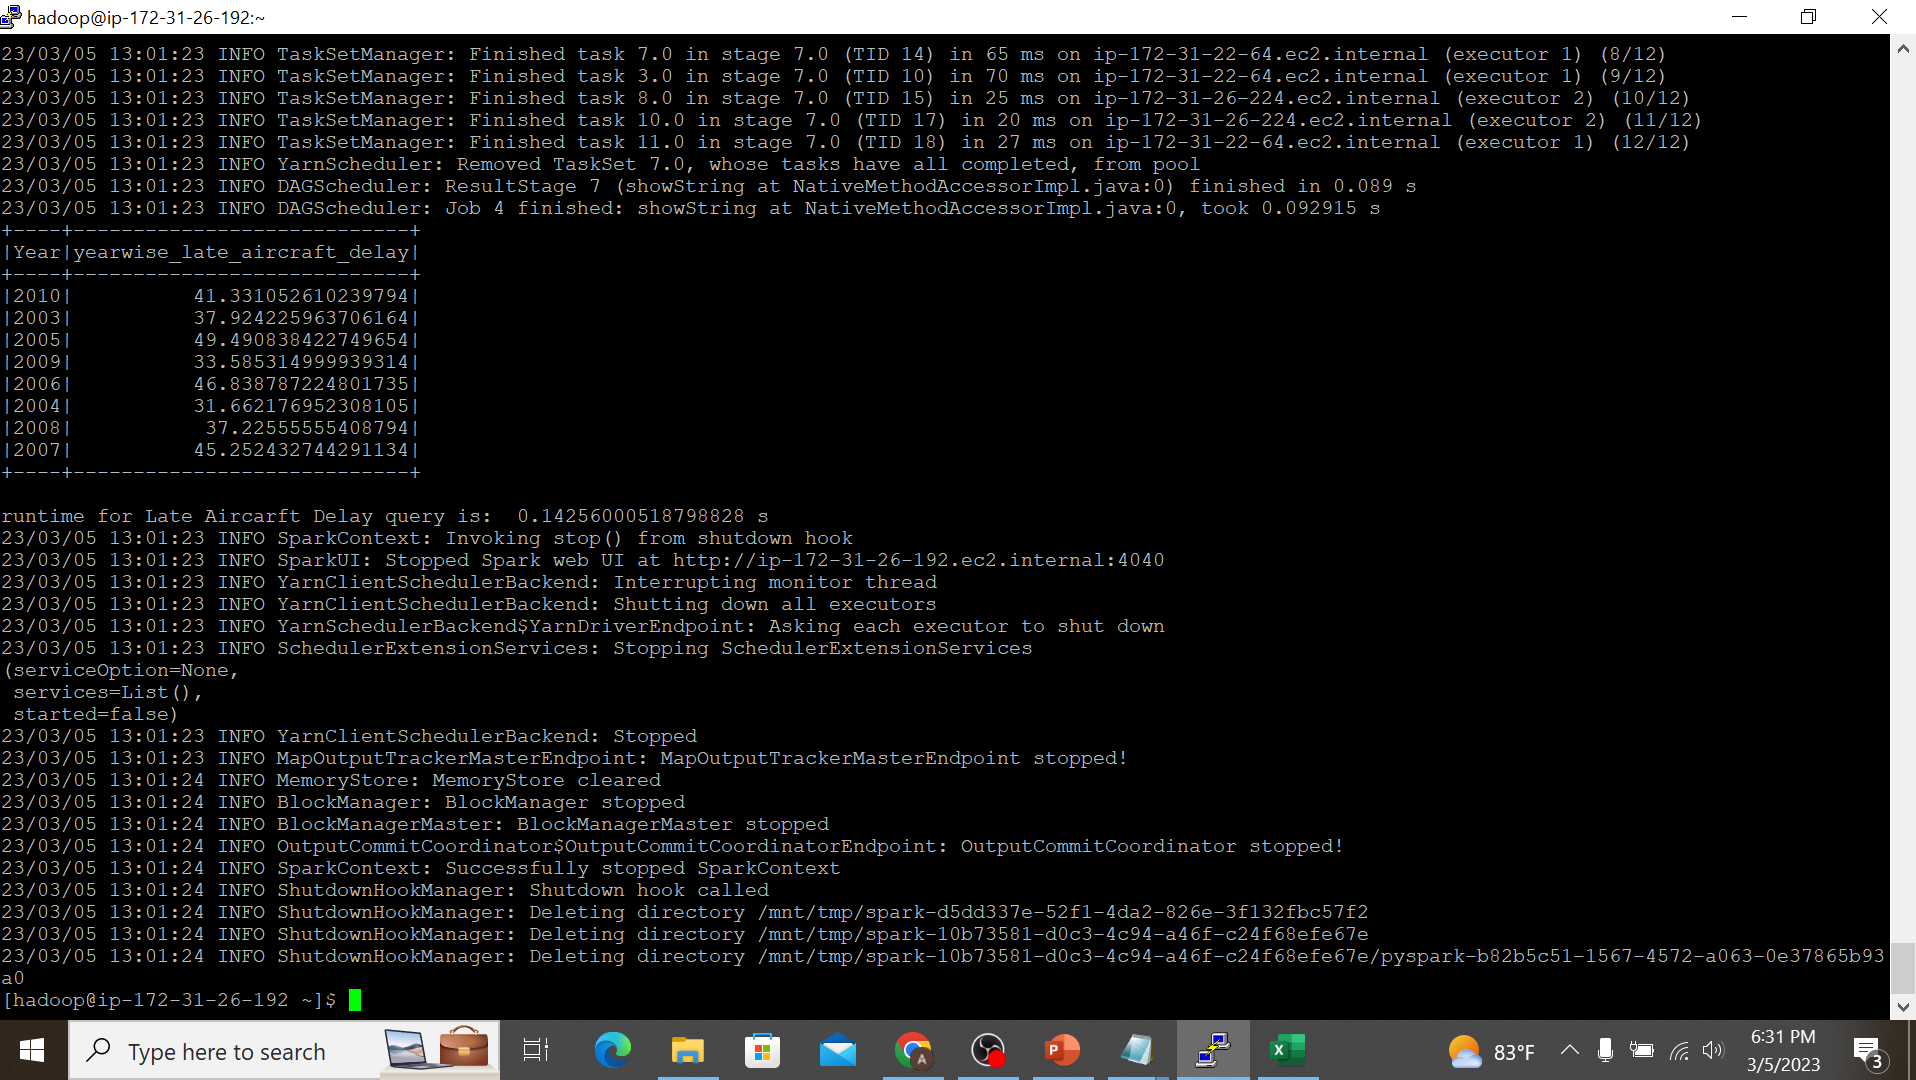 hadoop@ip-172-31-26-192:~
23/03/05 13:01:23 INFO TaskSetManager: Finished task 7.0 in stage 7.0 (TID 14) in 65 ms on ip-172-31-22-64.ec2.internal (executor 1) (8/12)
23/03/05 13:01:23 INFO TaskSetManager: Finished task 3.0 in stage 7.0 (TID 10) in 70 ms on ip-172-31-22-64.ec2.internal (executor 1) (9/12)
23/03/05 13:01:23 INFO TaskSetManager: Finished task 8.0 in stage 7.0 (TID 15) in 25 ms on ip-172-31-26-224.ec2.internal (executor 2) (10/12)
23/03/05 13:01:23 INFO TaskSetManager: Finished task 10.0 in stage 7.0 (TID 17) in 20 ms on ip-172-31-26-224.ec2.internal (executor 2) (11/12)
23/03/05 13:01:23 INFO TaskSetManager: Finished task 11.0 in stage 7.0 (TID 18) in 27 ms on ip-172-31-22-64.ec2.internal (executor 1) (12/12)
23/03/05 13:01:23 INFO YarnScheduler: Removed TaskSet 7.0, whose tasks have all completed, from pool
23/03/05 13:01:23 INFO DAGScheduler: ResultStage 7 (showString at NativeMethodAccessorImpl.java:0) finished in 0.089 s
23/03/05 13:01:23 INFO DAGScheduler: Job 4 finished: showString at NativeMethodAccessorImpl.java:0, took 0.092915 s
+----+----------------------------+
|Year|yearwise_late_aircraft_delay|
+----+----------------------------+
|2010|          41.331052610239794|
|2003|          37.924225963706164|
|2005|          49.490838422749654|
|2009|          33.585314999939314|
|2006|          46.838787224801735|
|2004|          31.662176952308105|
|2008|           37.22555555408794|
|2007|          45.252432744291134|
+----+----------------------------+
runtime for Late Aircarft Delay query is:  0.14256000518798828 s
23/03/05 13:01:23 INFO SparkContext: Invoking stop() from shutdown hook
23/03/05 13:01:23 INFO SparkUI: Stopped Spark web UI at http://ip-172-31-26-192.ec2.internal:4040
23/03/05 13:01:23 INFO YarnClientSchedulerBackend: Interrupting monitor thread
23/03/05 13:01:23 INFO YarnClientSchedulerBackend: Shutting down all executors
23/03/05 13:01:23 INFO YarnSchedulerBackend$YarnDriverEndpoint: Asking each executor to shut down
23/03/05 13:01:23 INFO SchedulerExtensionServices: Stopping SchedulerExtensionServices
(serviceOption=None,
 services=List(),
 started=false)
23/03/05 13:01:23 INFO YarnClientSchedulerBackend: Stopped
23/03/05 13:01:23 INFO MapOutputTrackerMasterEndpoint: MapOutputTrackerMasterEndpoint stopped!
23/03/05 13:01:24 INFO MemoryStore: MemoryStore cleared
23/03/05 13:01:24 INFO BlockManager: BlockManager stopped
23/03/05 13:01:24 INFO BlockManagerMaster: BlockManagerMaster stopped
23/03/05 13:01:24 INFO OutputCommitCoordinator$OutputCommitCoordinatorEndpoint: OutputCommitCoordinator stopped!
23/03/05 13:01:24 INFO SparkContext: Successfully stopped SparkContext
23/03/05 13:01:24 INFO ShutdownHookManager: Shutdown hook called
23/03/05 13:01:24 INFO ShutdownHookManager: Deleting directory /mnt/tmp/spark-d5dd337e-52f1-4da2-826e-3f132fbc57f2
23/03/05 13:01:24 INFO ShutdownHookManager: Deleting directory /mnt/tmp/spark-10b73581-d0c3-4c94-a46f-c24f68efe67e
23/03/05 13:01:24 INFO ShutdownHookManager: Deleting directory /mnt/tmp/spark-10b73581-d0c3-4c94-a46f-c24f68efe67e/pyspark-b82b5c51-1567-4572-a063-0e37865b93
a0
[hadoop@ip-172-31-26-192 ~]$
Type here to search
A
P
X
83°F
6:31 PM
3/5/2023
3